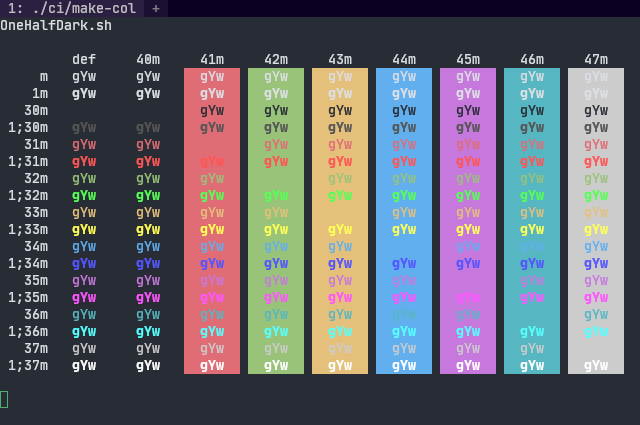 1: ./ci/make-col +
OneHalfDark.sh
def 40m 41m 42m 43m 44m 45m 46m 47m
m gYw gYw gYw gYw gYw gYw gYw gYw gYw
1m gYw gYw gYw gYw gYw gYw gYw gYw gYw
30m gYw gYw gYw gYw gYw gYw gYw
1;30m gYw gYw gYw gYw gYw gYw gYw gYw gYw
31m gYw gYw gYw gYw gYw gYw gYw gYw
1;31m gYw gYw gYw gYw gYw gYw gYw gYw gYw
32m gYw gYw gYw gYw gYw gYw gYw gYw
1;32m gYw gYw gYw gYw gYw gYw gYw gYw gYw
33m gYw gYw gYw gYw gYw gYw gYw gYw
1;33m gYw gYw gYw gYw gYw gYw gYw gYw gYw
34m gYw gYw gYw gYw gYw gYw gYw gYw
1;34m gYw gYw gYw gYw gYw gYw gYw gYw gYw
35m gYw gYw gYw gYw gYw gYw gYw gYw
1;35m gYw gYw gYw gYw gYw gYw gYw gYw gYw
36m gYw gYw gYw gYw gYw gYw gYw gYw
1;36m gYw gYw gYw gYw gYw gYw gYw gYw gYw
37m gYw gYw gYw gYw gYw gYw gYw gYw
1;37m gYw gYw gYw gYw gYw gYw gYw gYw gYw